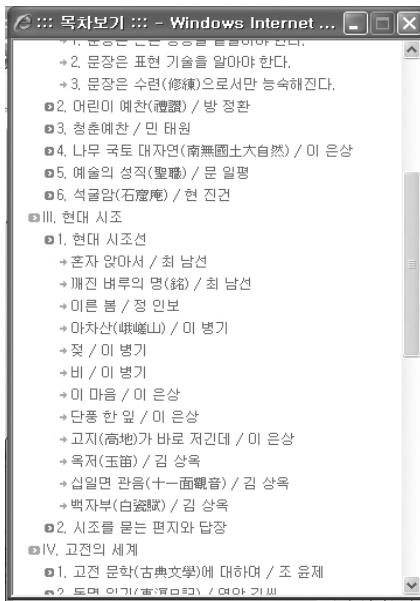 ::: 목차보기 ::: - Windows Internet ...
2. 문장은 표현 기술을 알아야 한다.
3. 문장은 수련(修練)으로서만 능숙해진다.
2. 어린이 예찬(禮讚) / 방 정환
3. 청춘예찬 / 민 태원
4. 나무 국토 대자연(南無國土大自然) / 이 은상
5. 예술의 성직(聖職) / 문 일평
6. 석굴암(石窟庵) / 현 진건
III. 현대 시조
1. 현대 시조선
혼자 앉아서 / 최 남선
깨진 벼루의 명(銘) / 최 남선
이른 봄 / 정 인보
아차산(峨嵯山) / 이 병기
젖 / 이 병기
비 / 이 병기
이 마음 / 이 은상
단풍 한 잎 / 이 은상
고지(高地)가 바로 저긴데 / 이 은상
옥저(玉笛) / 김 상옥
십일면 관음(十一面觀音) / 김 상옥
백자부(白瓷賦) / 김 상옥
2. 시조를 묻는 편지와 답장
IV. 고전의 세계
1. 고전 문학(古典文學)에 대하여 / 조 윤제